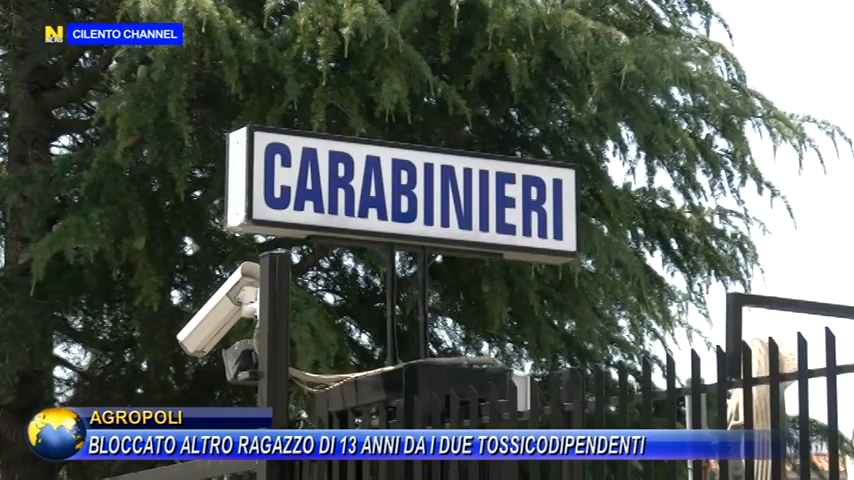 CILENTO CHANNEL
CARABINIERI
AGROPOLI
BLOCCATO ALTRO RAGAZZO DI 13 ANNI DA I DUE TOSSICODIPENDENTI